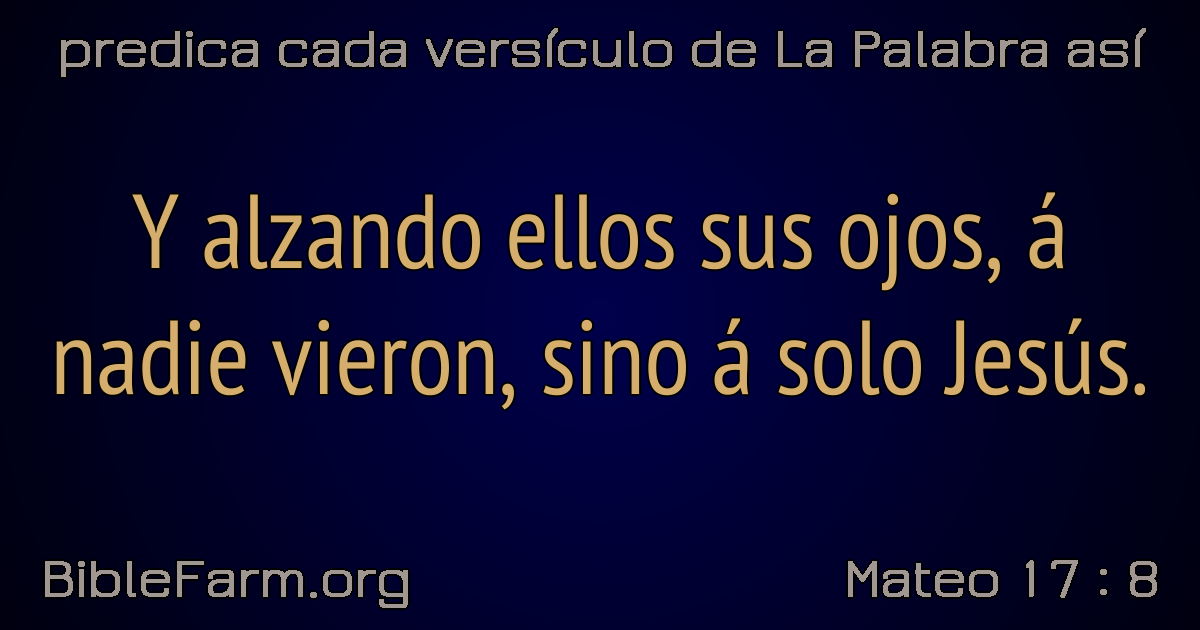 predica cada versículo de La Palabra así
Y alzando ellos sus ojos, á
nadie vieron, sino á solo Jesús.
BibleFarm.org
Mateo 17 : 8